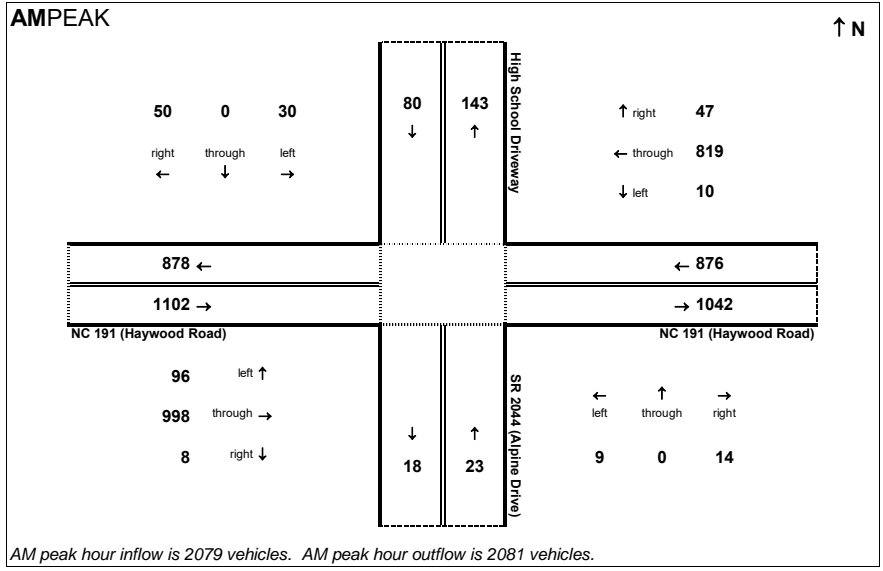 AMPEAK
↑ N
50 0 30
right through left
← ↓ →
80 143
↓ ↑
High School Driveway
↑ right 47
← through 819
↓ left 10
878 ←
1102 →
← 876
→ 1042
NC 191 (Haywood Road)
NC 191 (Haywood Road)
96 left ↑
998 through →
8 right ↓
↓ ↑
18 23
SR 2044 (Alpine Drive)
← ↑ →
left through right
9 0 14
AM peak hour inflow is 2079 vehicles. AM peak hour outflow is 2081 vehicles.